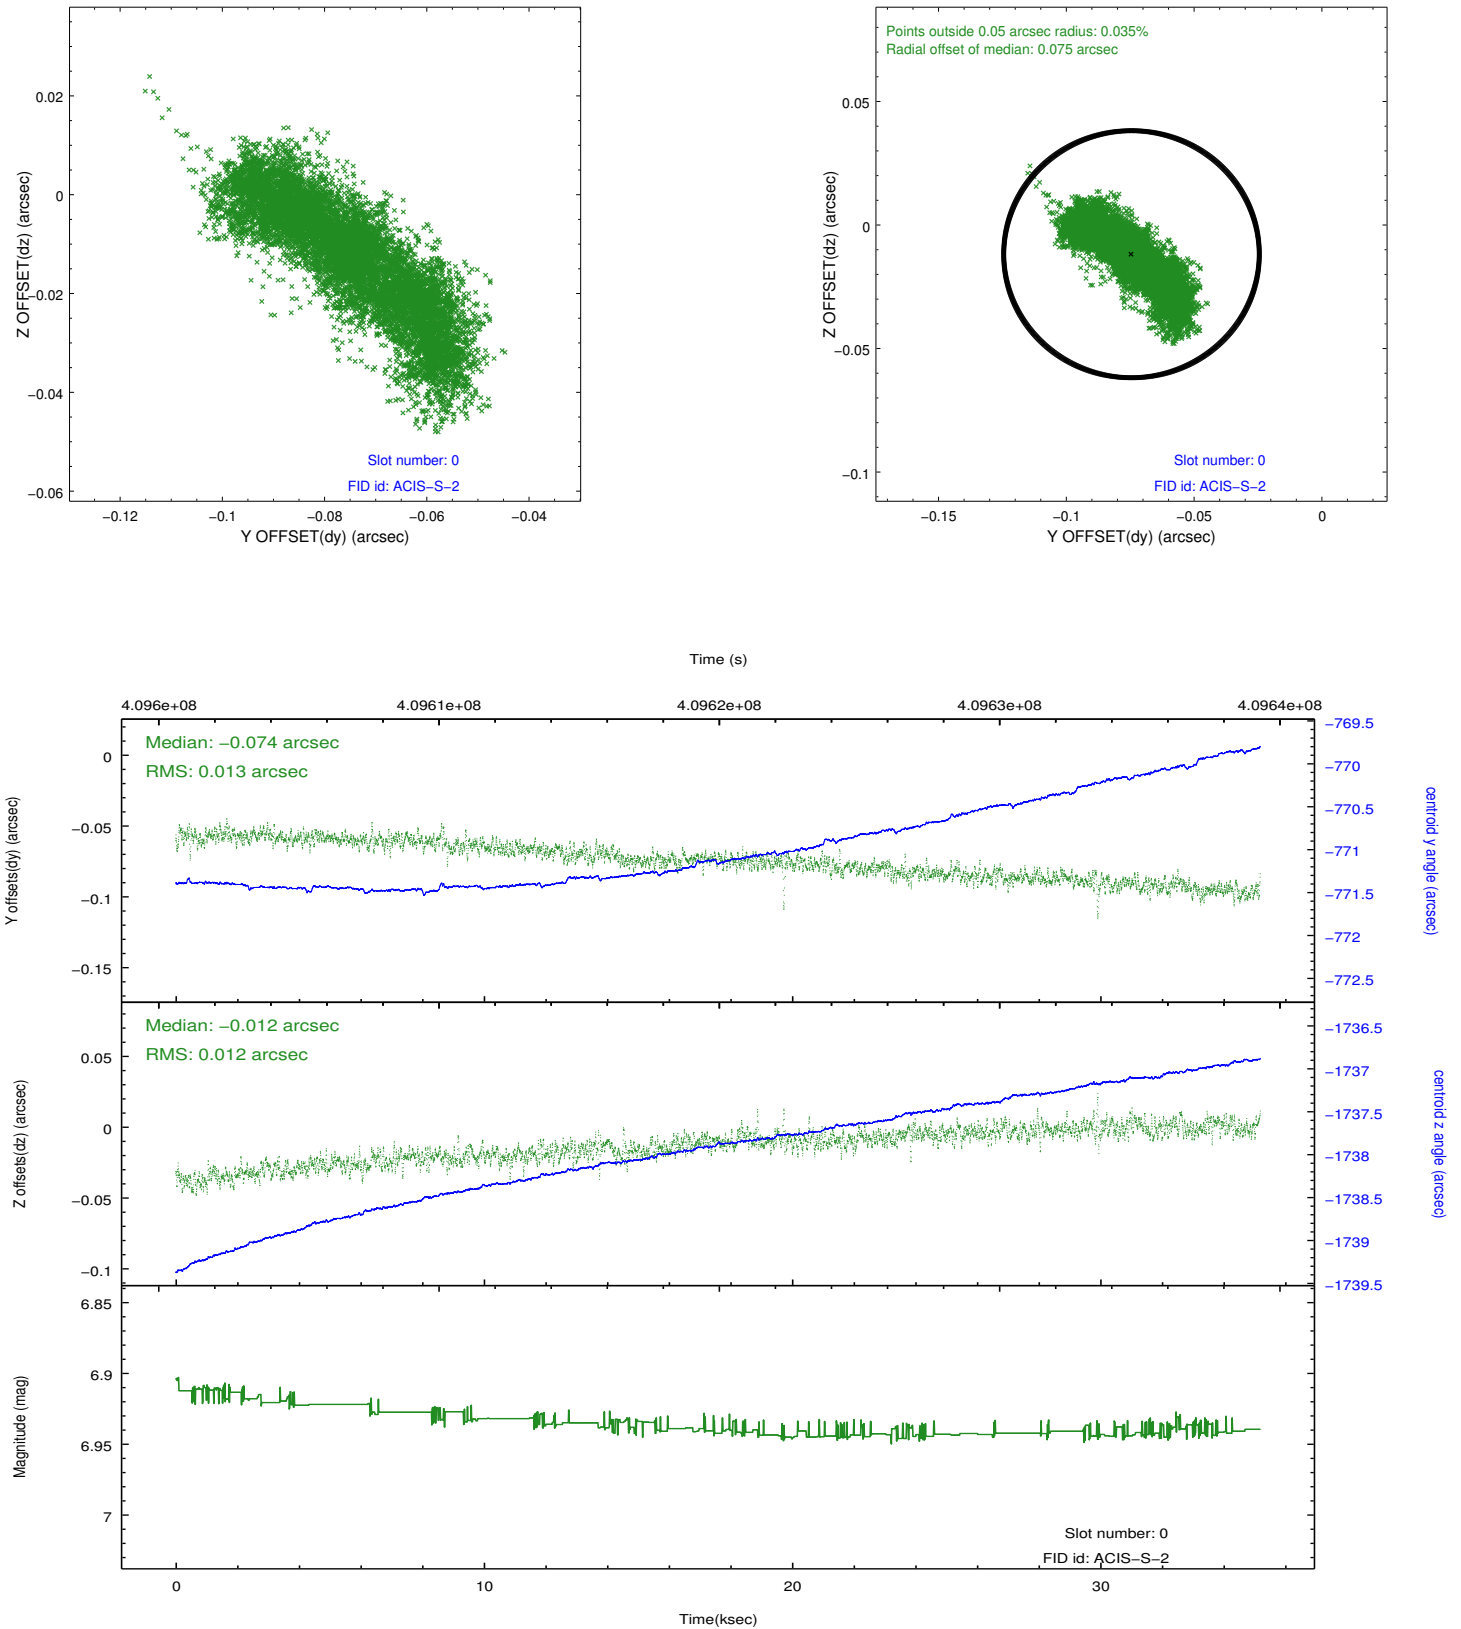 0.02
0
−0.02
−0.04
−0.06
Z OFFSET(dz) (arcsec)
Slot number: 0
FID id: ACIS−S−2
−0.12
−0.1
−0.08
−0.06
−0.04
Y OFFSET(dy) (arcsec)
Points outside 0.05 arcsec radius: 0.035%
Radial offset of median: 0.075 arcsec
0.05
0
−0.05
−0.1
Z OFFSET(dz) (arcsec)
Slot number: 0
FID id: ACIS−S−2
−0.15
−0.1
−0.05
0
Y OFFSET(dy) (arcsec)
Time (s)
4.096e+08
4.0961e+08
4.0962e+08
4.0963e+08
4.0964e+08
Median: −0.074 arcsec
RMS: 0.013 arcsec
0
−0.05
−0.1
−0.15
Y offsets(dy) (arcsec)
−769.5
−770
−770.5
−771
−771.5
−772
−772.5
centroid y angle (arcsec)
Median: −0.012 arcsec
RMS: 0.012 arcsec
0.05
0
−0.05
−0.1
Z offsets(dz) (arcsec)
−1736.5
−1737
−1737.5
−1738
−1738.5
−1739
−1739.5
centroid z angle (arcsec)
6.85
6.9
6.95
7
Magnitude (mag)
Slot number: 0
FID id: ACIS−S−2
0
10
20
30
Time(ksec)